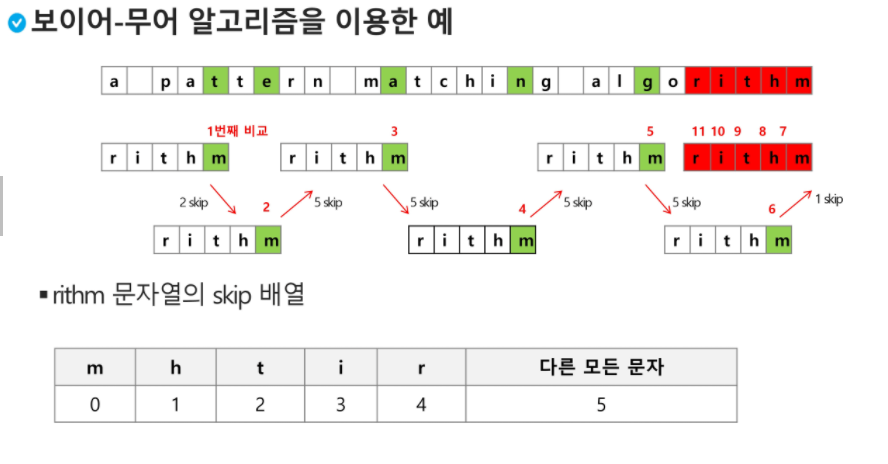 보이어-무어 알고리즘을 이용한 예
a p a t t e r n m a t c h i n g a l g o r i t h m
1번째 비교 3 5 11 10 9 8 7
r i t h m r i t h m r i t h m r i t h m
2 skip 2 5 skip 5 skip 4 5 skip 5 skip 6 1 skip
r i t h m r i t h m r i t h m
▪ rithm 문자열의 skip 배열
m h t i r 다른 모든 문자
0 1 2 3 4 5